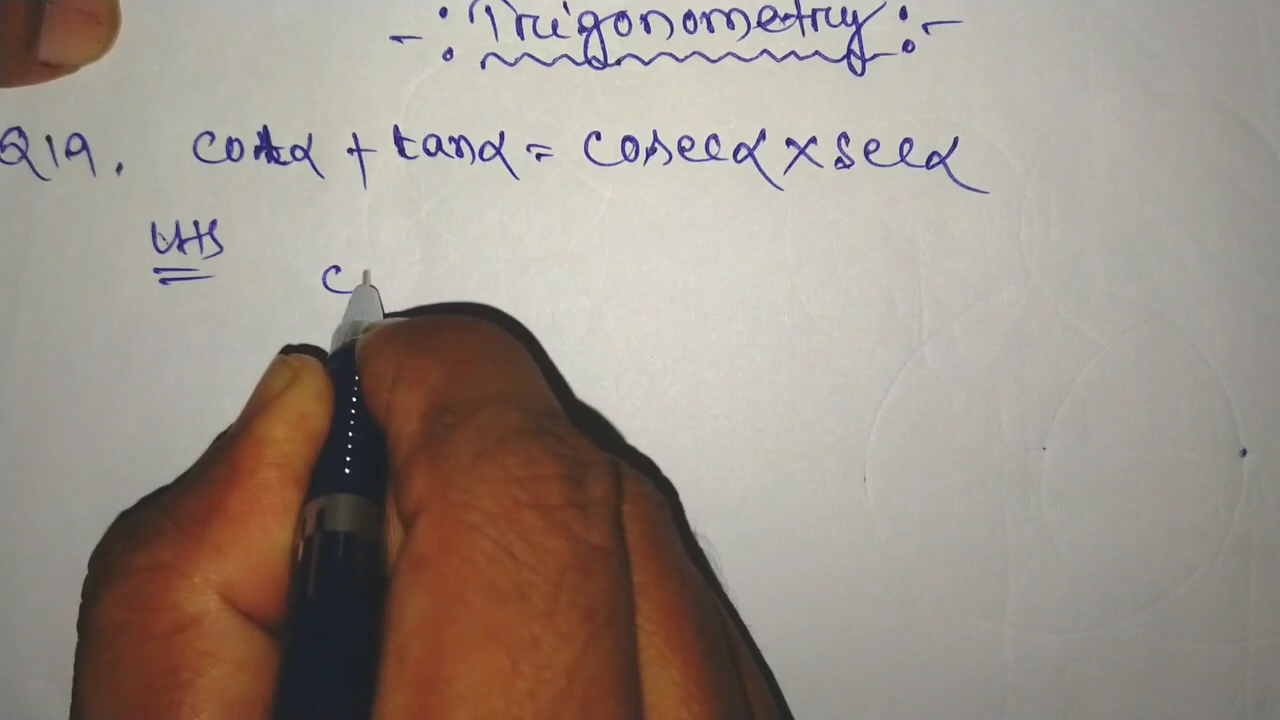 -: Trigonometry :-
Q19. cotα + tanα = cosecα × secα
LHS
c